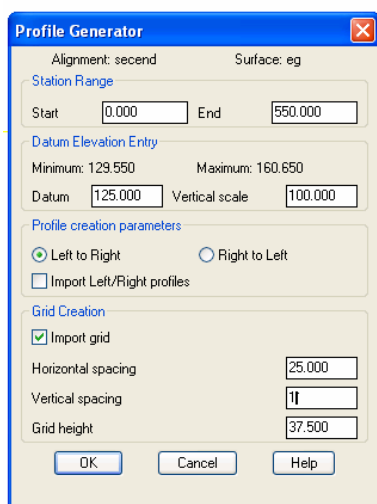 Profile Generator
Alignment: secend Surface: eg
Station Range
Start 0.000 End 550.000
Datum Elevation Entry
Minimum: 129.550 Maximum: 160.650
Datum 125.000 Vertical scale 100.000
Profile creation parameters
Left to Right Right to Left
Import Left/Right profiles
Grid Creation
Import grid
Horizontal spacing 25.000
Vertical spacing 1
Grid height 37.500
OK Cancel Help